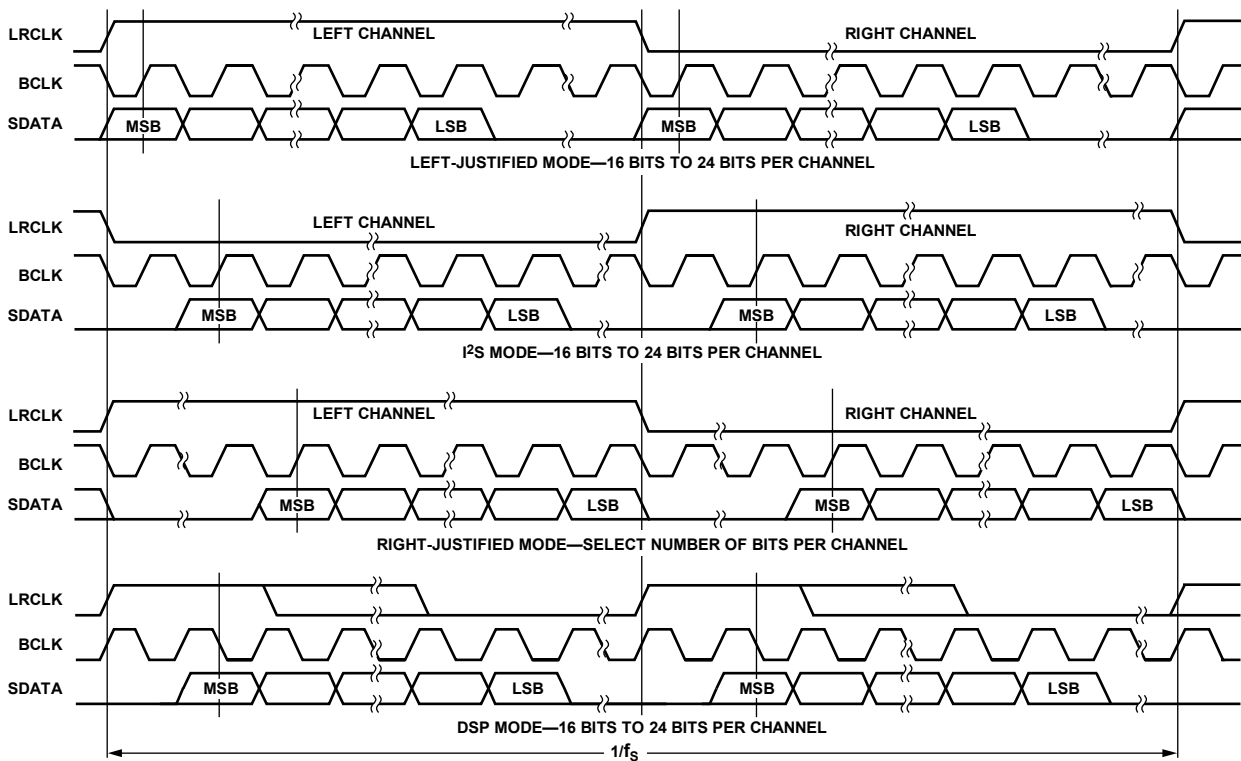 LRCLK LEFT CHANNEL RIGHT CHANNEL
BCLK
SDATA MSB LSB MSB LSB
LEFT-JUSTIFIED MODE—16 BITS TO 24 BITS PER CHANNEL
LRCLK LEFT CHANNEL RIGHT CHANNEL
BCLK
SDATA MSB LSB MSB LSB
I²S MODE—16 BITS TO 24 BITS PER CHANNEL
LRCLK LEFT CHANNEL RIGHT CHANNEL
BCLK
SDATA MSB LSB MSB LSB
RIGHT-JUSTIFIED MODE—SELECT NUMBER OF BITS PER CHANNEL
LRCLK
BCLK
SDATA MSB LSB MSB LSB
DSP MODE—16 BITS TO 24 BITS PER CHANNEL
1/fS